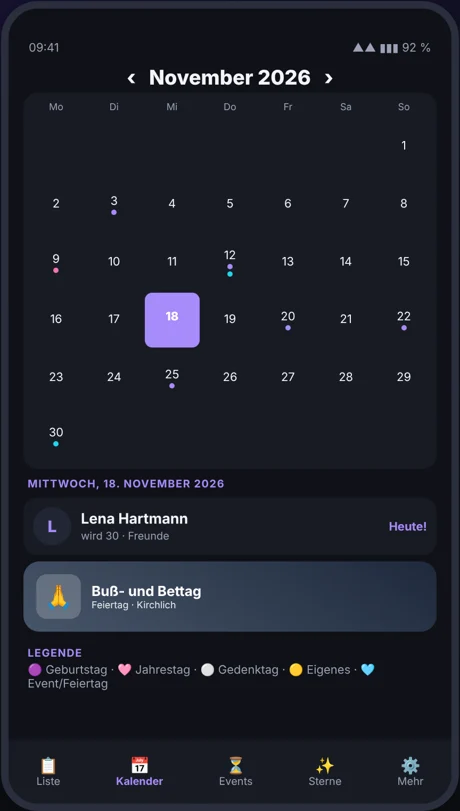 09:41 92 %
‹ November 2026 ›
Mo Di Mi Do Fr Sa So
1
2 3 4 5 6 7 8
9 10 11 12 13 14 15
16 17 18 19 20 21 22
23 24 25 26 27 28 29
30
MITTWOCH, 18. NOVEMBER 2026
L Lena Hartmann Heute!
wird 30 · Freunde
🙏 Buß- und Bettag
Feiertag · Kirchlich
LEGENDE
🟣 Geburtstag · 🩷 Jahrestag · ⚪ Gedenktag · 🟡 Eigenes · 🩵
Event/Feiertag
Liste Kalender Events Sterne Mehr